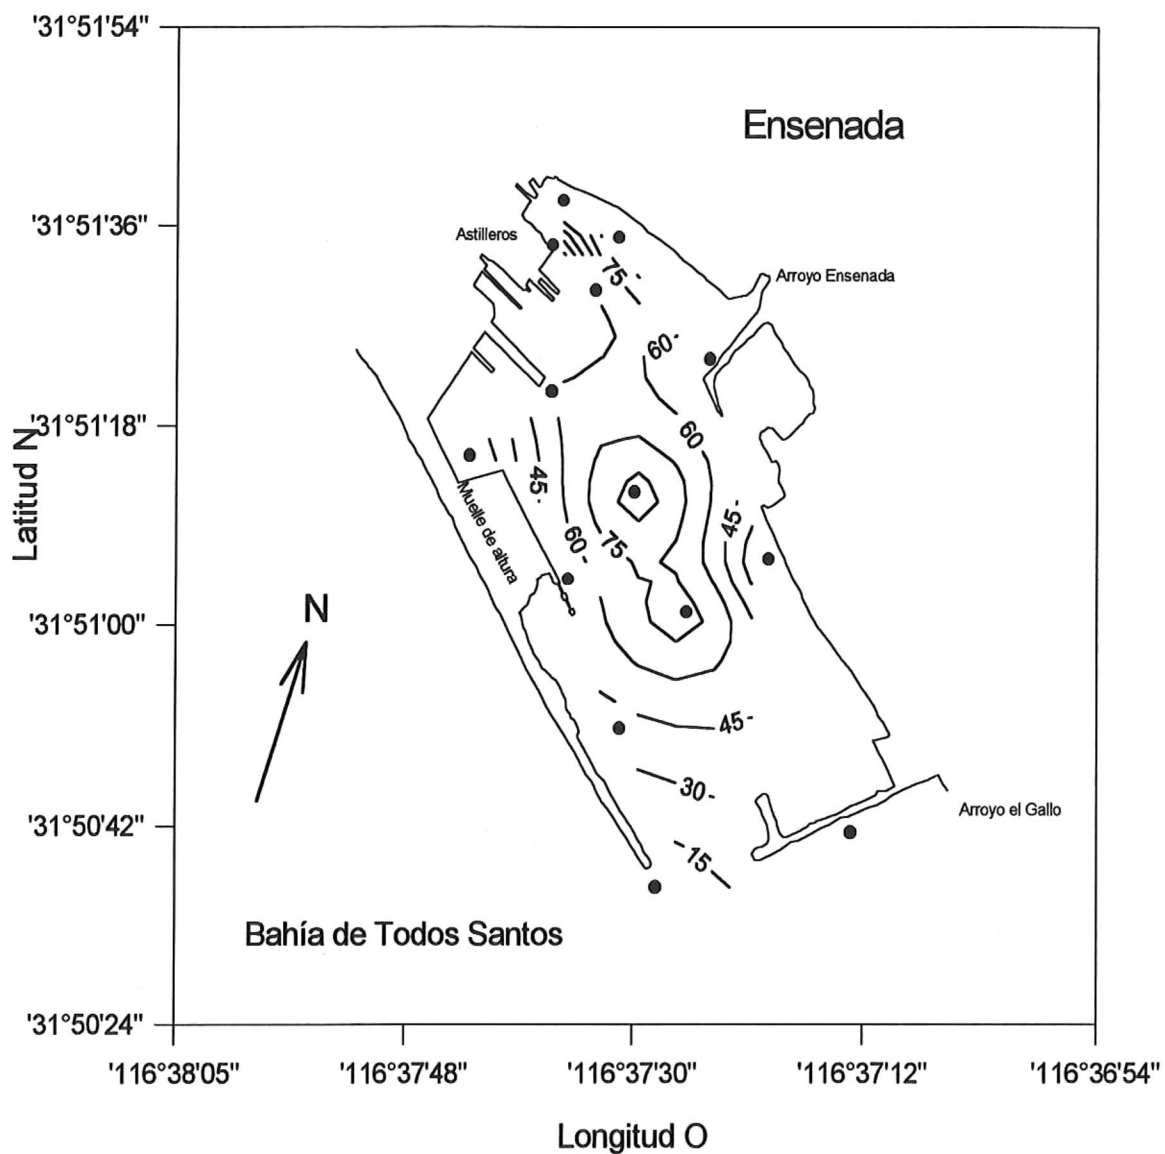 '31°51'54"
Ensenada
'31°51'36"
Astilleros
75
Arroyo Ensenada
60
'31°51'18"
60
45
45
Latitud N
Muelle de altura
60
75
N
'31°51'00"
45
30
'31°50'42"
Arroyo el Gallo
15
Bahía de Todos Santos
'31°50'24"
'116°38'05"
'116°37'48"
'116°37'30"
'116°37'12"
'116°36'54"
Longitud O